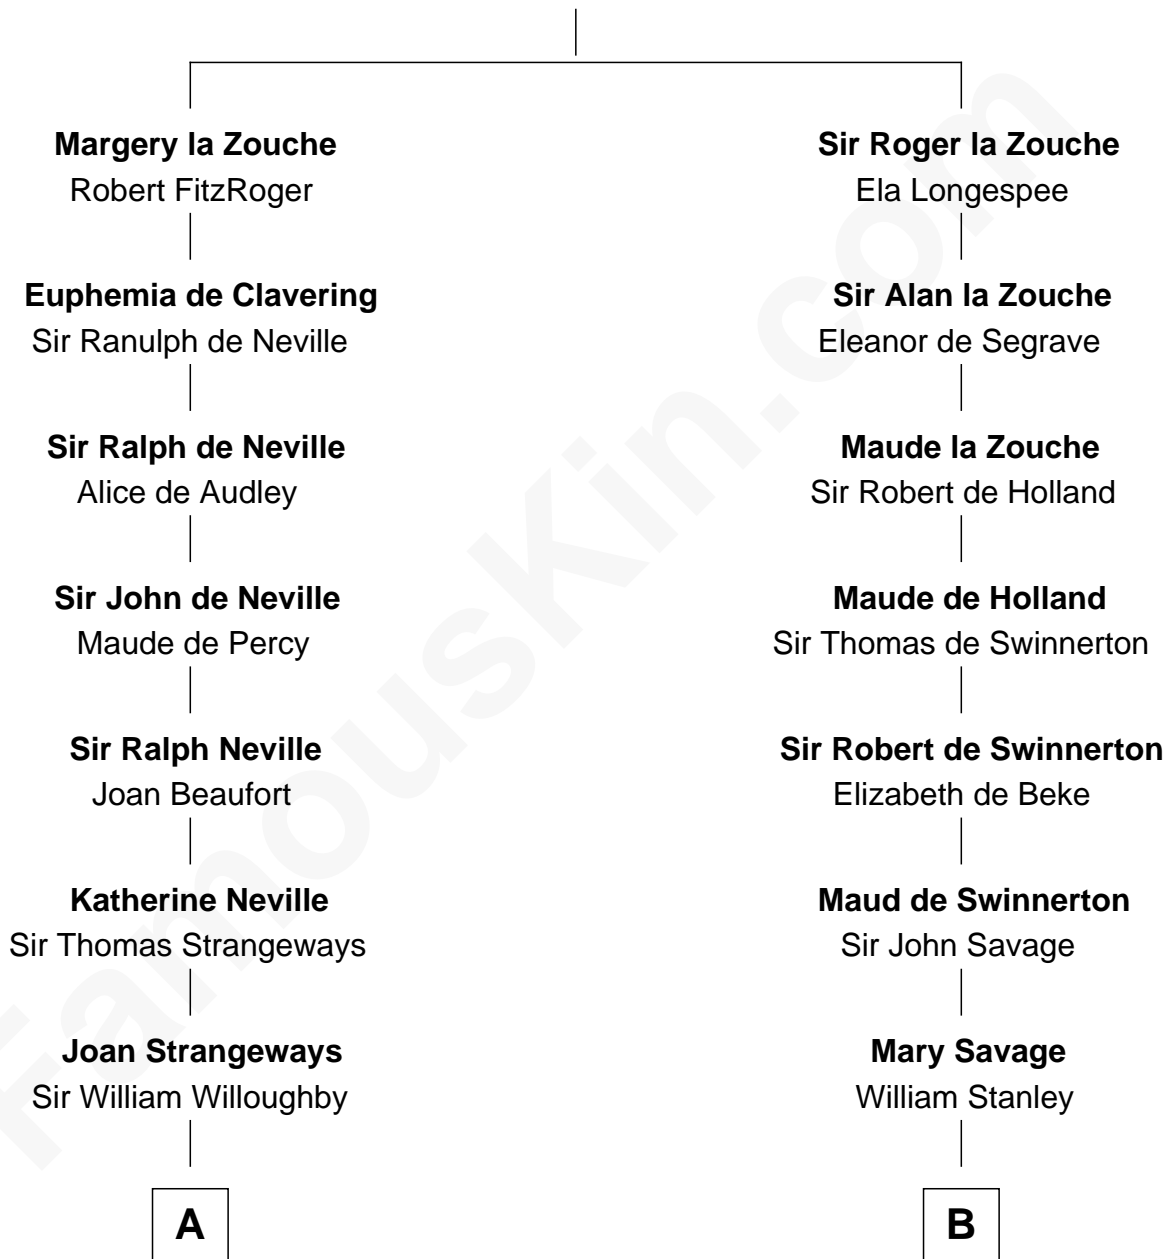 Margery la Zouche
Robert FitzRoger
Euphemia de Clavering
Sir Ranulph de Neville
Sir Ralph de Neville
Alice de Audley
Sir John de Neville
Maude de Percy
Sir Ralph Neville
Joan Beaufort
Katherine Neville
Sir Thomas Strangeways
Joan Strangeways
Sir William Willoughby
A
Sir Roger la Zouche
Ela Longespee
Sir Alan la Zouche
Eleanor de Segrave
Maude la Zouche
Sir Robert de Holland
Maude de Holland
Sir Thomas de Swinnerton
Sir Robert de Swinnerton
Elizabeth de Beke
Maud de Swinnerton
Sir John Savage
Mary Savage
William Stanley
B
FamousKin.com